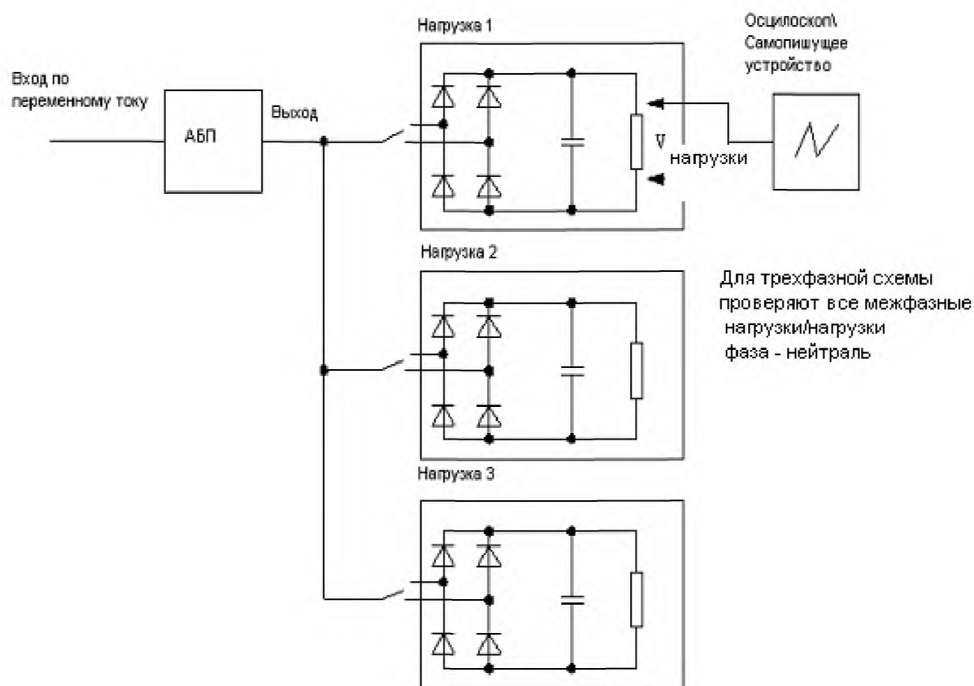 Нагрузка 1
Осцилоскоп\
Самопишущее
устройство
Вход по
переменному току
АБП
Выход
V
нагрузки
Нагрузка 2
Для трехфазной схемы
проверяют все межфазные
нагрузки/нагрузки
фаза - нейтраль
Нагрузка 3